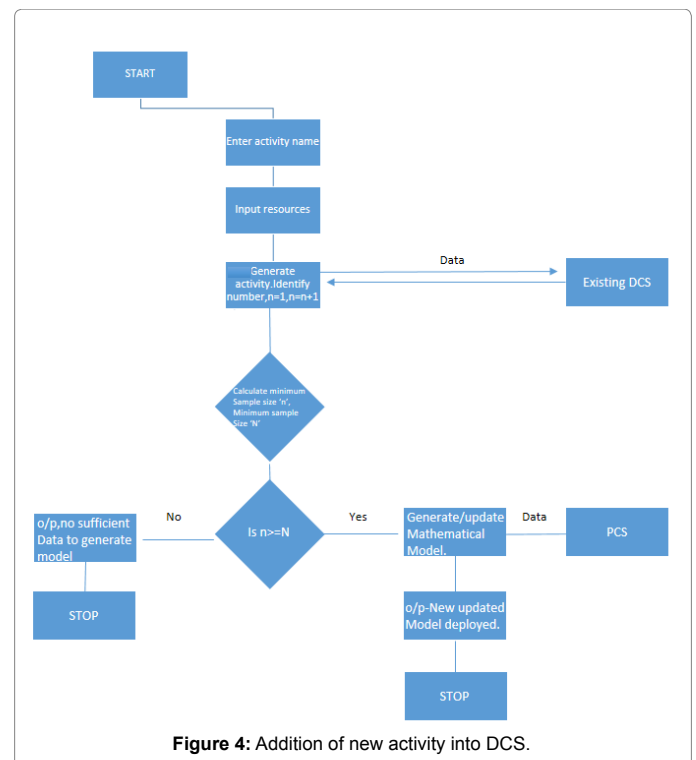 START
Enter activity name
Input resources
Generate
activity.Identify
number,n=1,n=n+1
Data
Existing DCS
Calculate minimum
Sample size ‘n’,
Minimum sample
Size ‘N’
Is n>=N
No
o/p,no sufficient
Data to generate
model
STOP
Yes
Generate/update
Mathematical
Model.
Data
PCS
o/p-New updated
Model deployed.
STOP
Figure 4: Addition of new activity into DCS.